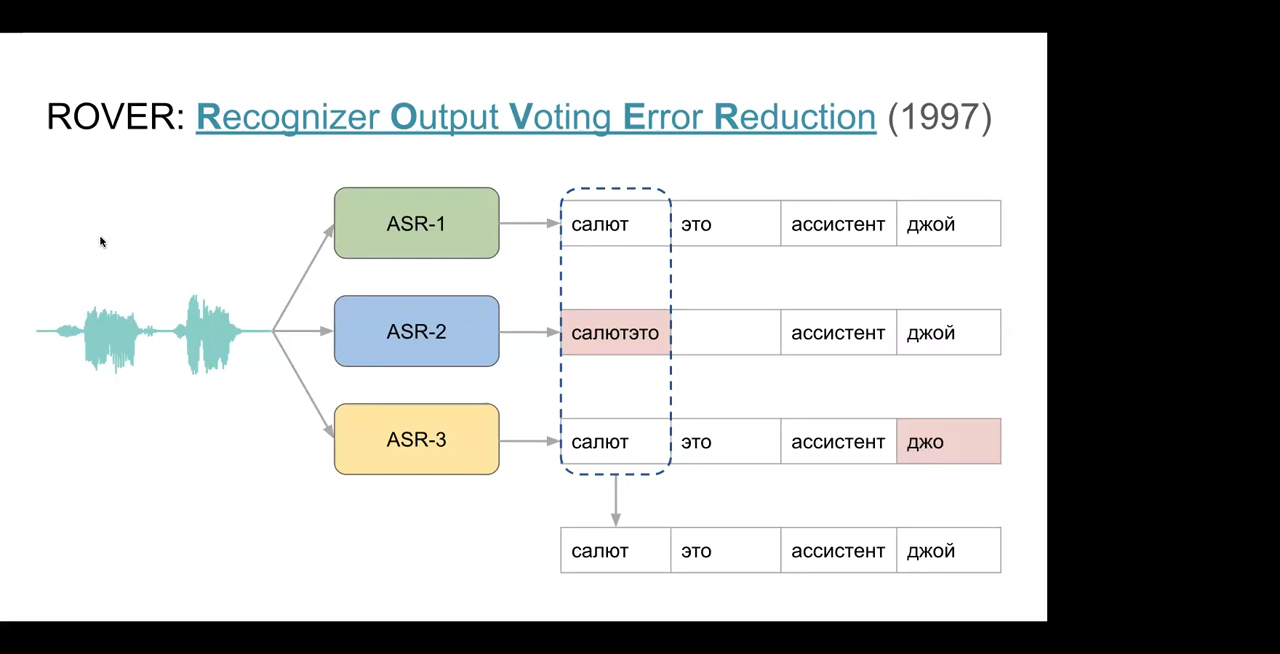 ROVER: Recognizer Output Voting Error Reduction (1997)
ASR-1 салют это ассистент джой
ASR-2 салютэто ассистент джой
ASR-3 салют это ассистент джо
салют это ассистент джой